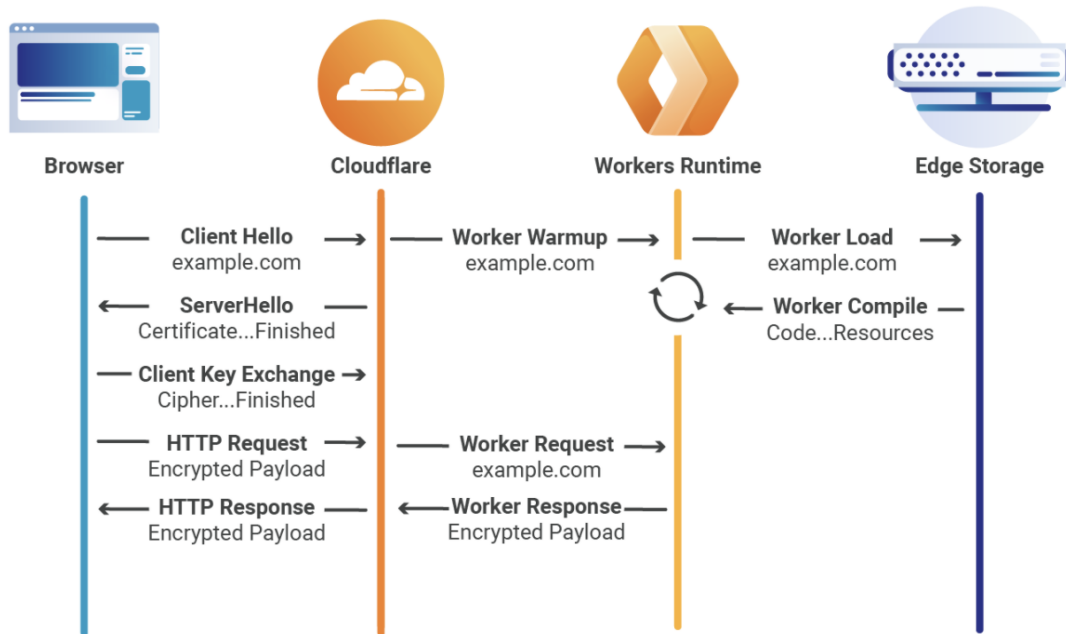 Browser
Cloudflare
Workers Runtime
Edge Storage
Client Hello
example.com
Worker Warmup
example.com
Worker Load
example.com
ServerHello
Certificate...Finished
Worker Compile
Code...Resources
Client Key Exchange
Cipher...Finished
HTTP Request
Encrypted Payload
Worker Request
example.com
HTTP Response
Encrypted Payload
Worker Response
Encrypted Payload